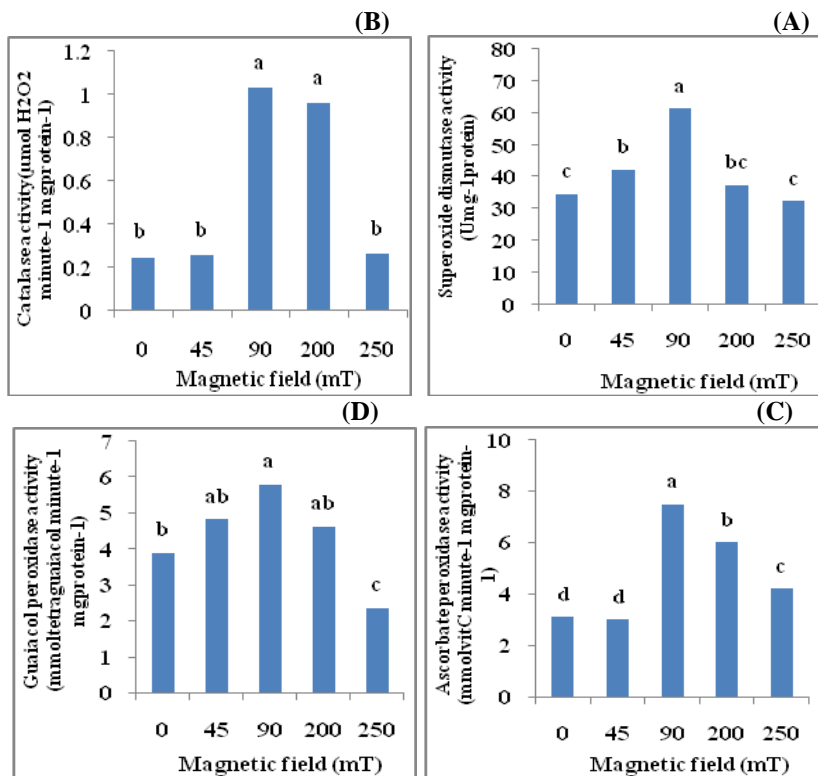 (B)
Catalase activity(umol H2O2
minute-1 mgprotein-1)
1.2
1
0.8
0.6
0.4
0.2
0
b
b
a
a
b
0 45 90 200 250
Magnetic field (mT)
(A)
Superoxide dismutase activity
(Umg-1protein)
80
70
60
50
40
30
20
10
0
c
b
a
bc
c
0 45 90 200 250
Magnetic field (mT)
(D)
Guaiacol peroxidase activity
(mmoltetraguaiacol minute-1
mgprotein-1)
7
6
5
4
3
2
1
0
b
ab
a
ab
c
0 45 90 200 250
Magnetic field (mT)
(C)
Ascorbate peroxidase activity
(mmolvitC minute-1 mgprotein-
1)
10
8
6
4
2
0
d
d
a
b
c
0 45 90 200 250
Magnetic field (mT)